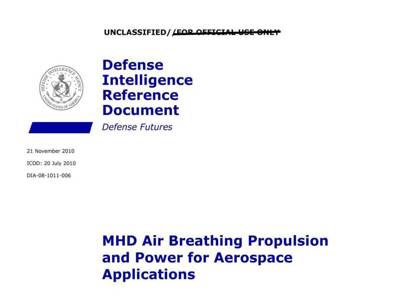 UNCLASSIFIED//FOR OFFICIAL USE ONLY
Defense
Intelligence
Reference
Document
Defense Futures
21 November 2010
ICOD: 20 July 2010
DIA-08-1011-006
MHD Air Breathing Propulsion
and Power for Aerospace
Applications